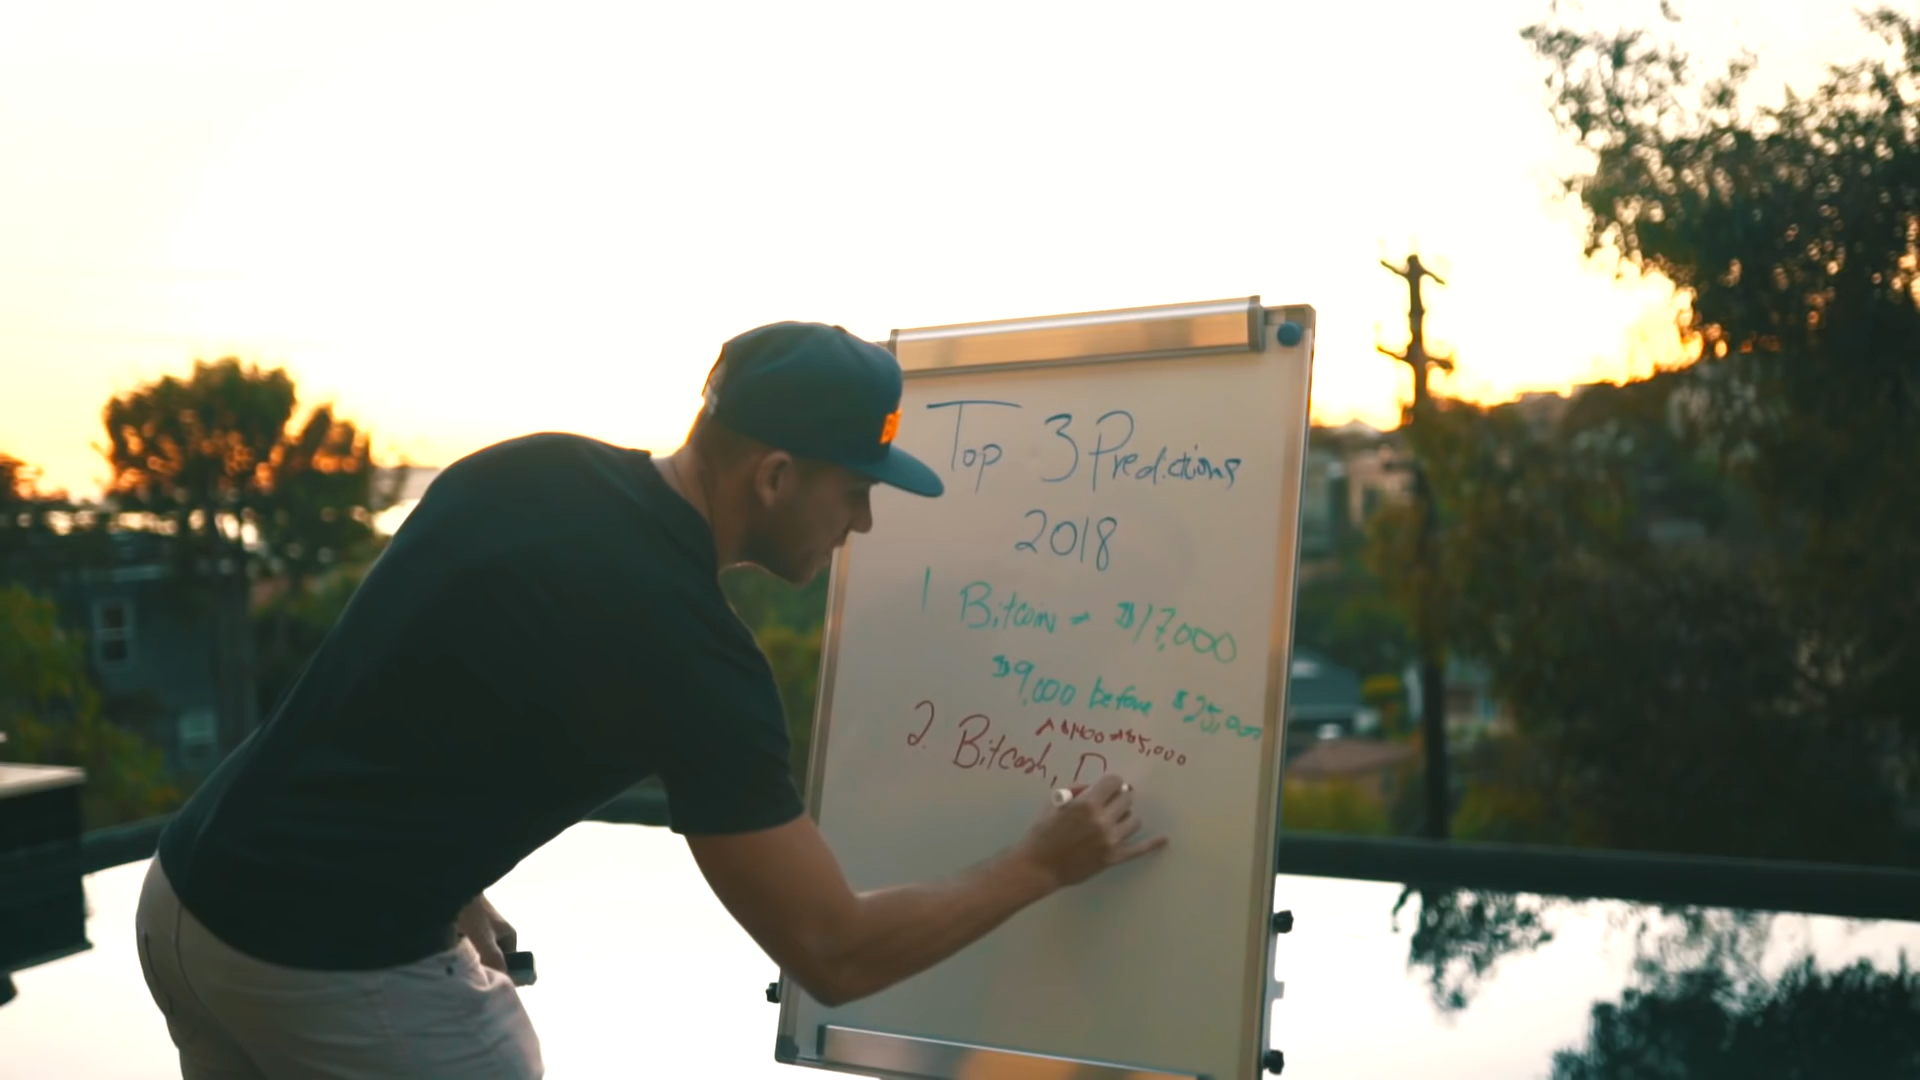 Top 3 Predictions
2018
1 Bitcoin → $17,000
$9,000 before $25,000
2. Bitcash, D